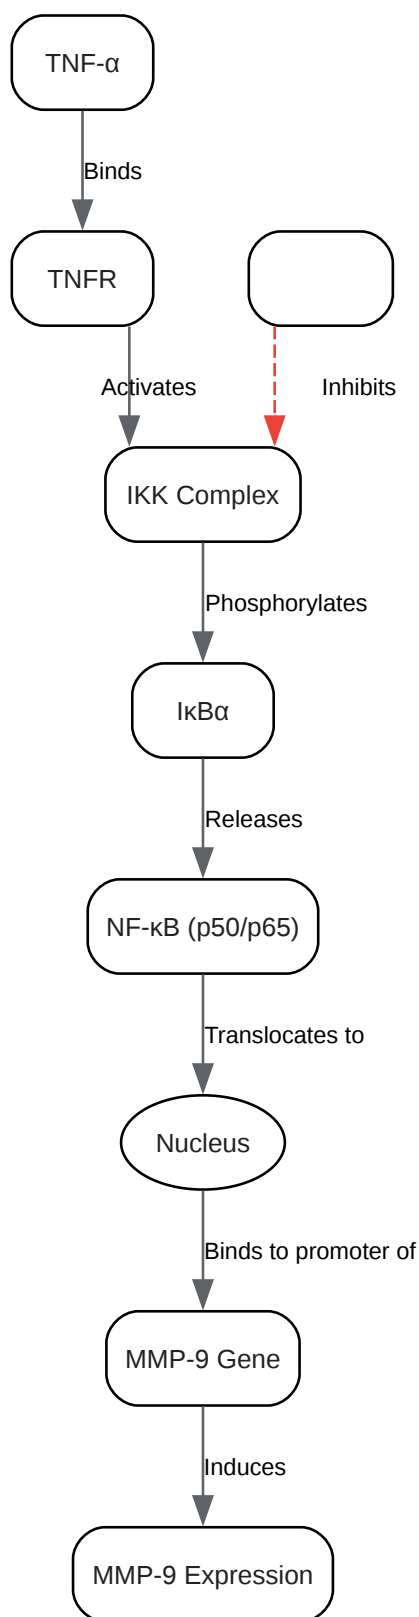 TNF-α
Binds
TNFR
Activates
Inhibits
IKK Complex
Phosphorylates
IκBα
Releases
NF-κB (p50/p65)
Translocates to
Nucleus
Binds to promoter of
MMP-9 Gene
Induces
MMP-9 Expression